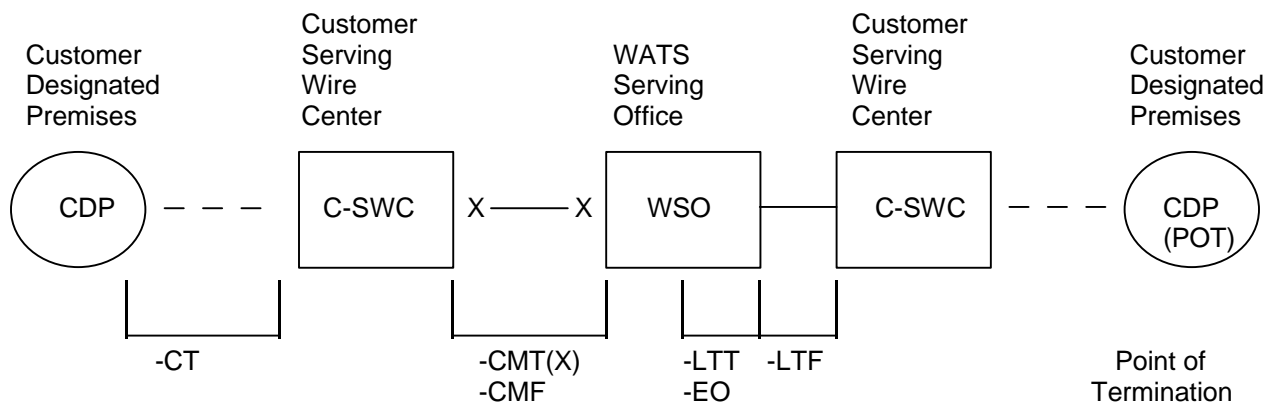 Customer
Designated
Premises
Customer
Serving
Wire
Center
WATS
Serving
Office
Customer
Serving
Wire
Center
Customer
Designated
Premises
CDP
C-SWC
X
X
WSO
C-SWC
CDP
(POT)
-CT
-CMT(X)
-CMF
-LTT
-EO
-LTF
Point of
Termination